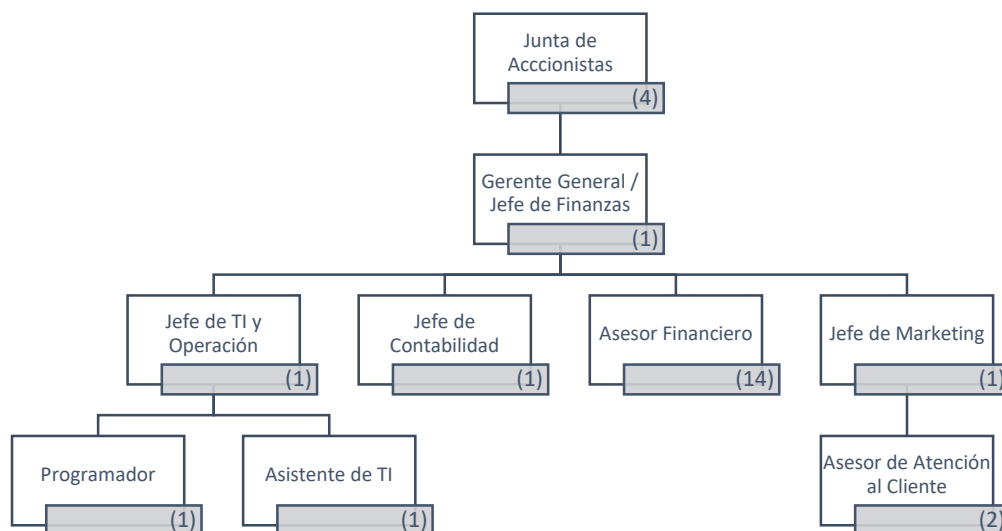 Junta de
Acccionistas
(4)
Gerente General /
Jefe de Finanzas
(1)
Jefe de TI y
Operación
(1)
Jefe de
Contabilidad
(1)
Asesor Financiero
(14)
Jefe de Marketing
(1)
Programador
(1)
Asistente de TI
(1)
Asesor de Atención
al Cliente
(2)